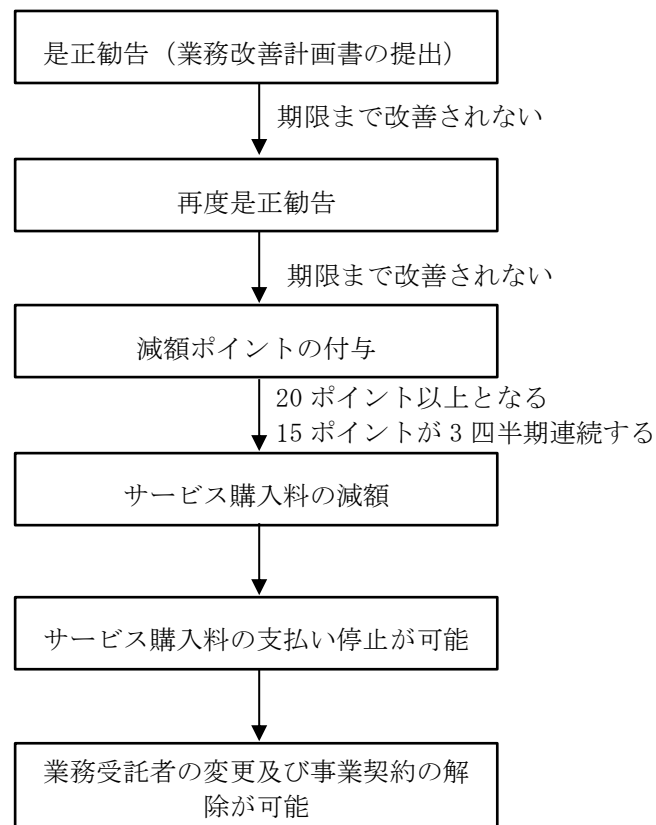 是正勧告（業務改善計画書の提出）
期限まで改善されない
再度是正勧告
期限まで改善されない
減額ポイントの付与
20 ポイント以上となる
15 ポイントが 3 四半期連続する
サービス購入料の減額
サービス購入料の支払い停止が可能
業務受託者の変更及び事業契約の解
除が可能